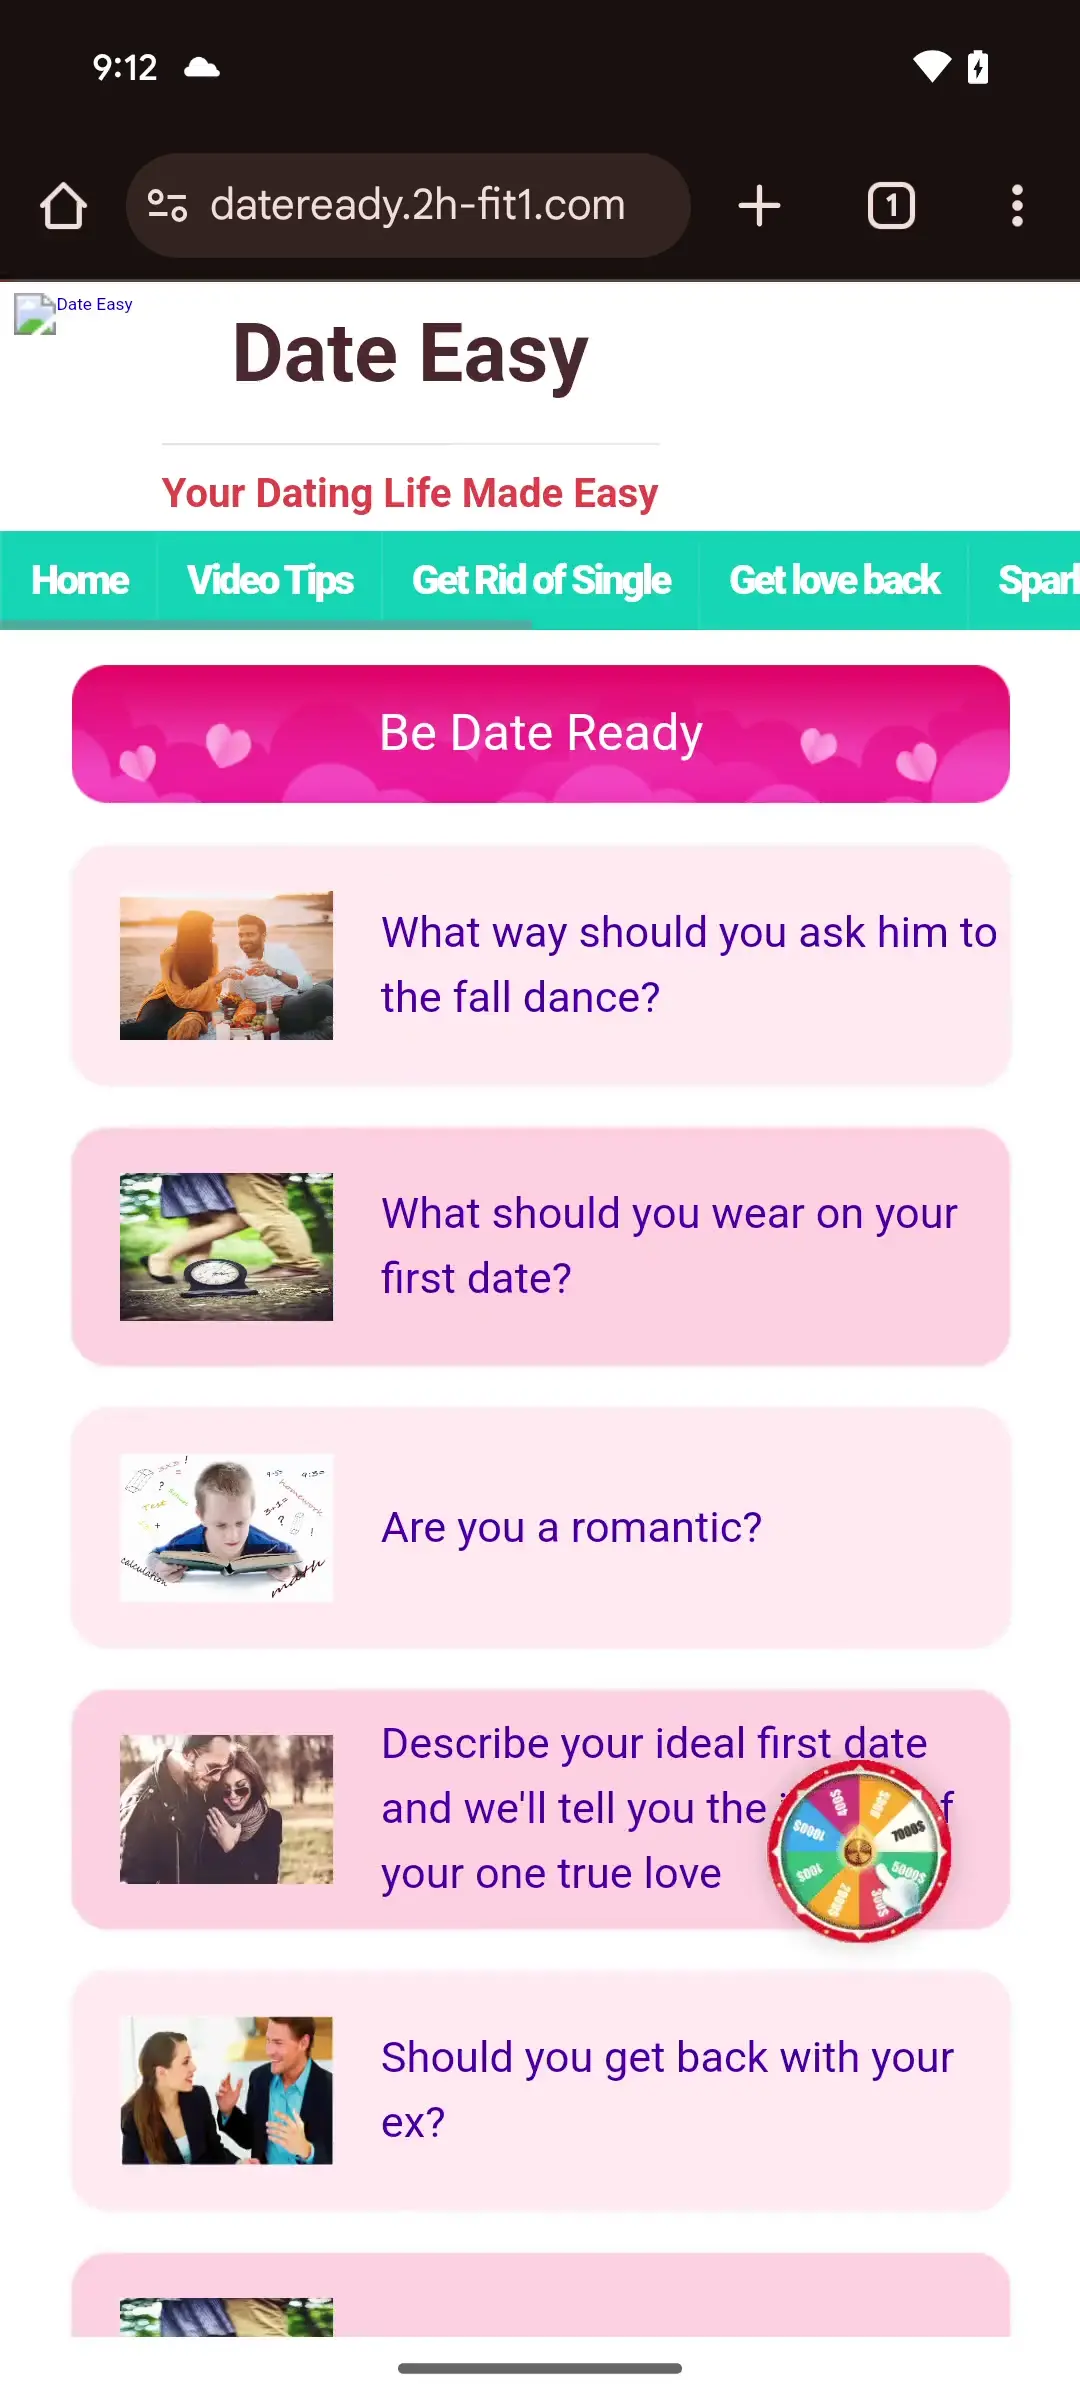 9:12
dateready.2h-fit1.com
1
Date Easy
Date Easy
Your Dating Life Made Easy
Home
Video Tips
Get Rid of Single
Get love back
Be Date Ready
What way should you ask him to
the fall dance?
What should you wear on your
first date?
Are you a romantic?
Describe your ideal first date
and we'll tell you the
your one true love
7000$
5000$
Should you get back with your
ex?